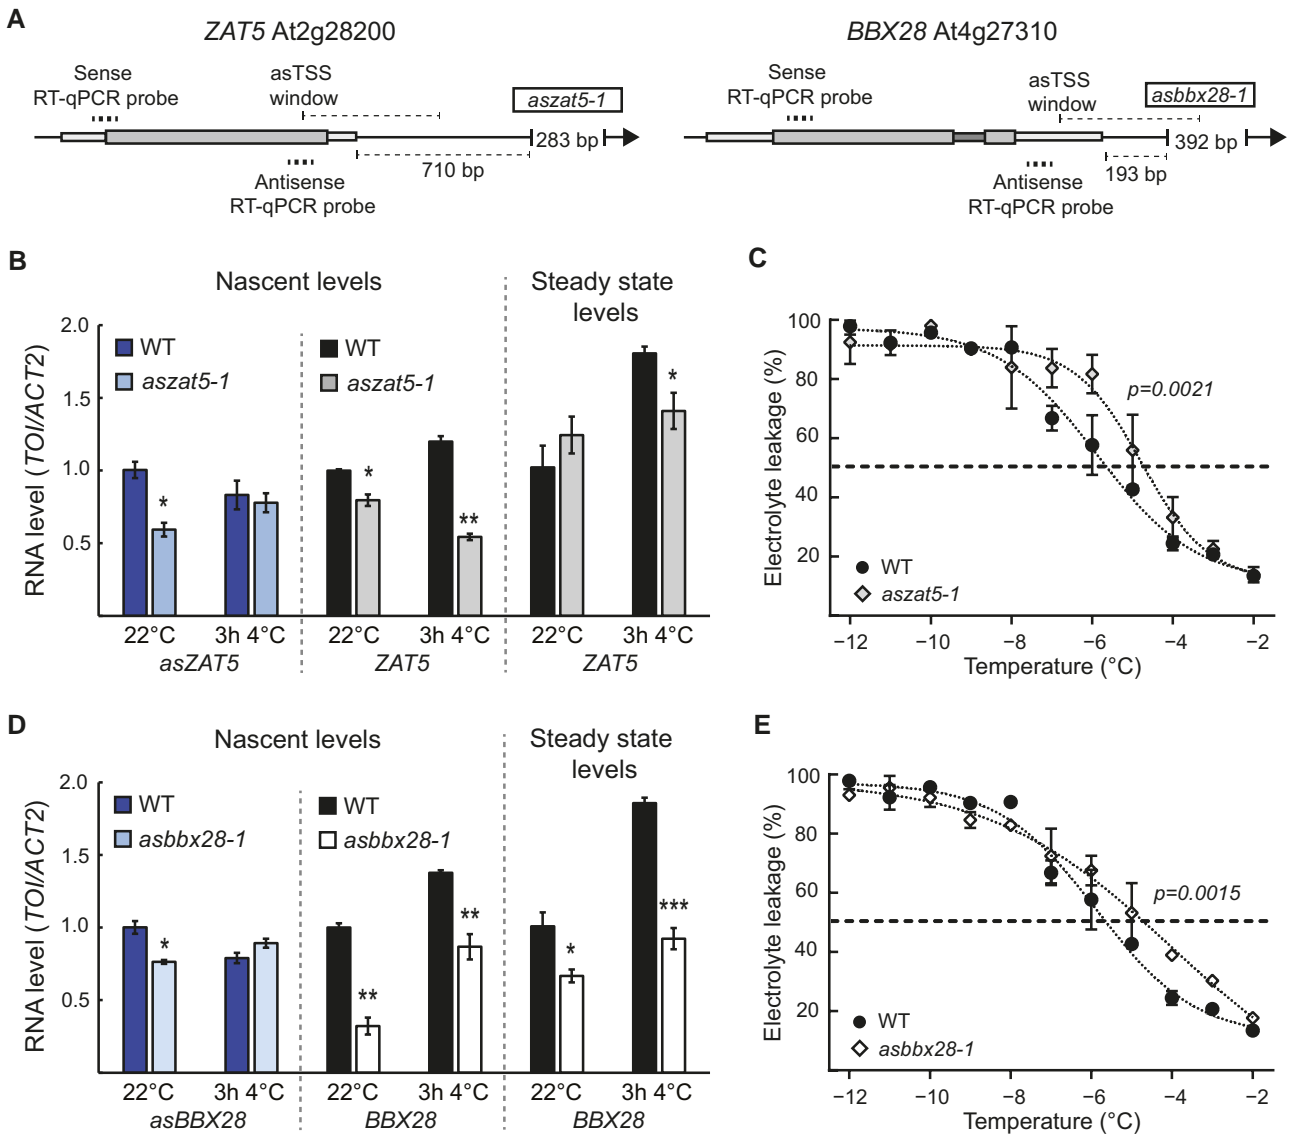 A
ZAT5 At2g28200
BBX28 At4g27310
Sense
RT-qPCR probe
asTSS
window
aszat5-1
283 bp
710 bp
Antisense
RT-qPCR probe
Sense
RT-qPCR probe
asTSS
window
asbbx28-1
392 bp
193 bp
Antisense
RT-qPCR probe
B
Nascent levels
Steady state
levels
RNA level (TOI/ACT2)
2.0
1.5
1.0
0.5
WT
aszat5-1
WT
aszat5-1
*
*
**
*
22°C
3h 4°C
22°C
3h 4°C
22°C
3h 4°C
asZAT5
ZAT5
ZAT5
C
Electrolyte leakage (%)
100
80
60
40
20
p=0.0021
WT
aszat5-1
−12
−10
−8
−6
−4
−2
Temperature (°C)
D
Nascent levels
Steady state
levels
RNA level (TOI/ACT2)
2.0
1.5
1.0
0.5
WT
asbbx28-1
WT
asbbx28-1
*
**
**
*
***
22°C
3h 4°C
22°C
3h 4°C
22°C
3h 4°C
asBBX28
BBX28
BBX28
E
Electrolyte leakage (%)
100
80
60
40
20
p=0.0015
WT
asbbx28-1
−12
−10
−8
−6
−4
−2
Temperature (°C)